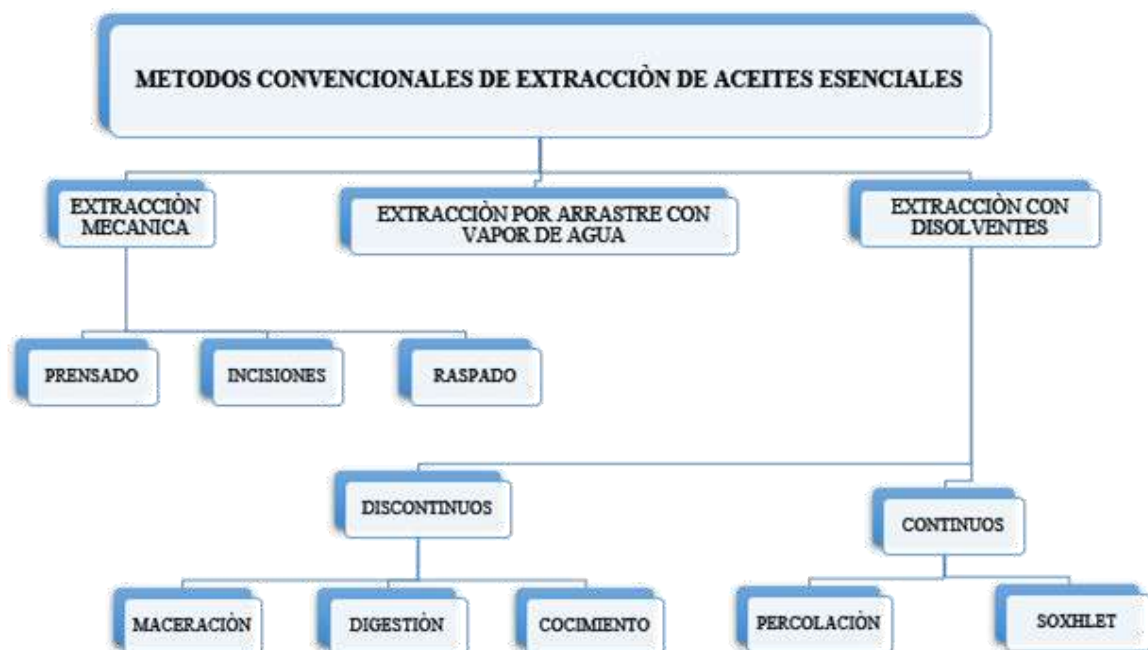 METODOS CONVENCIONALES DE EXTRACCIÒN DE ACEITES ESENCIALES
EXTRACCIÒN
MECANICA
EXTRACCIÒN POR ARRASTRE CON
VAPOR DE AGUA
EXTRACCIÒN CON
DISOLVENTES
PRENSADO
INCISIONES
RASPADO
DISCONTINUOS
CONTINUOS
MACERACIÒN
DIGESTIÒN
COCIMIENTO
PERCOLACIÒN
SOXHLET